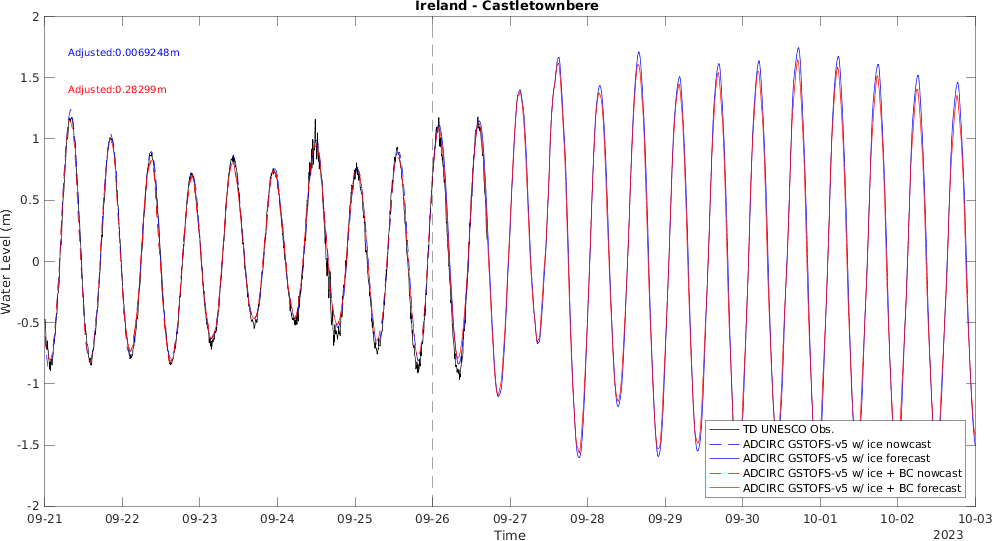 Ireland - Castletownbere
Adjusted:0.0069248m
Adjusted:0.28299m
Water Level (m)
2
1.5
1
0.5
0
-0.5
-1
-1.5
-2
TD UNESCO Obs.
ADCIRC GSTOFS-v5 w/ ice nowcast
ADCIRC GSTOFS-v5 w/ ice forecast
ADCIRC GSTOFS-v5 w/ ice + BC nowcast
ADCIRC GSTOFS-v5 w/ ice + BC forecast
09-21 09-22 09-23 09-24 09-25 09-26 09-27 09-28 09-29 09-30 10-01 10-02 10-03
Time
2023